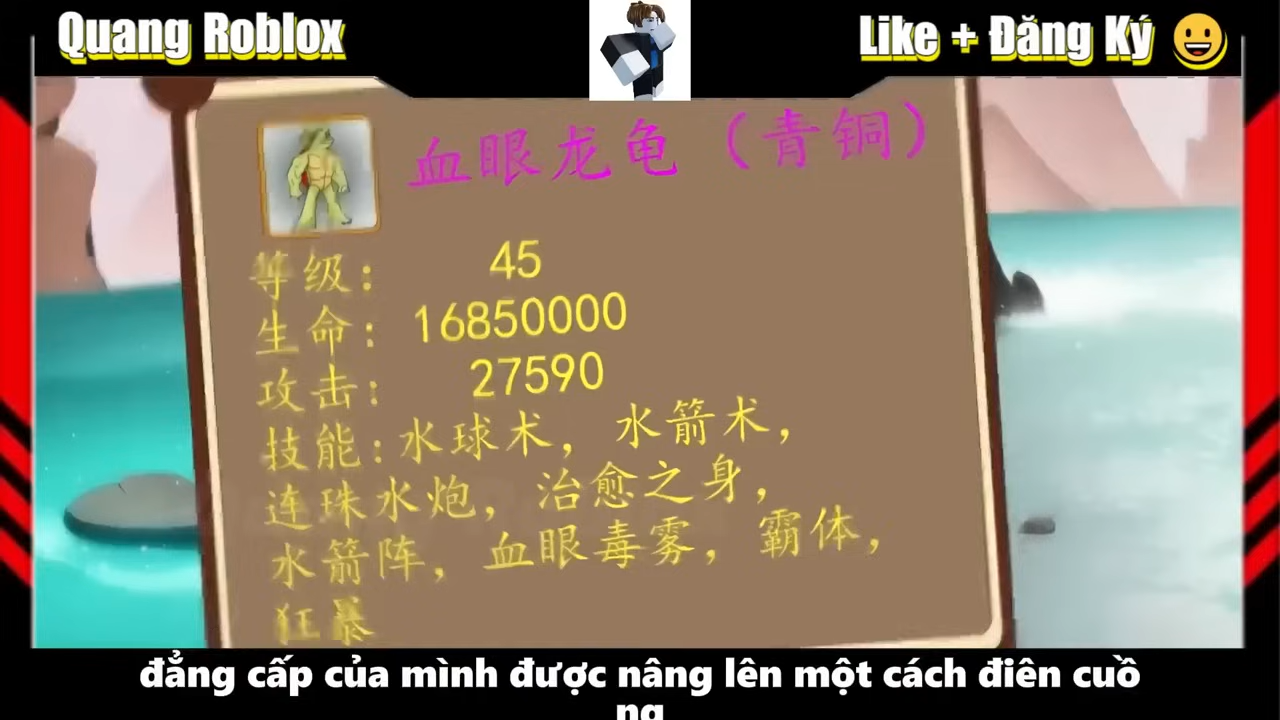 Quang Roblox
Like + Đăng Ký 😀
血眼龙龟（青铜）
等级： 45
生命： 16850000
攻击： 27590
技能：水球术，水箭术，
连珠水炮，治愈之身，
水箭阵，血眼毒雾，霸体，
狂暴
đẳng cấp của mình được nâng lên một cách điên cuồ
ng